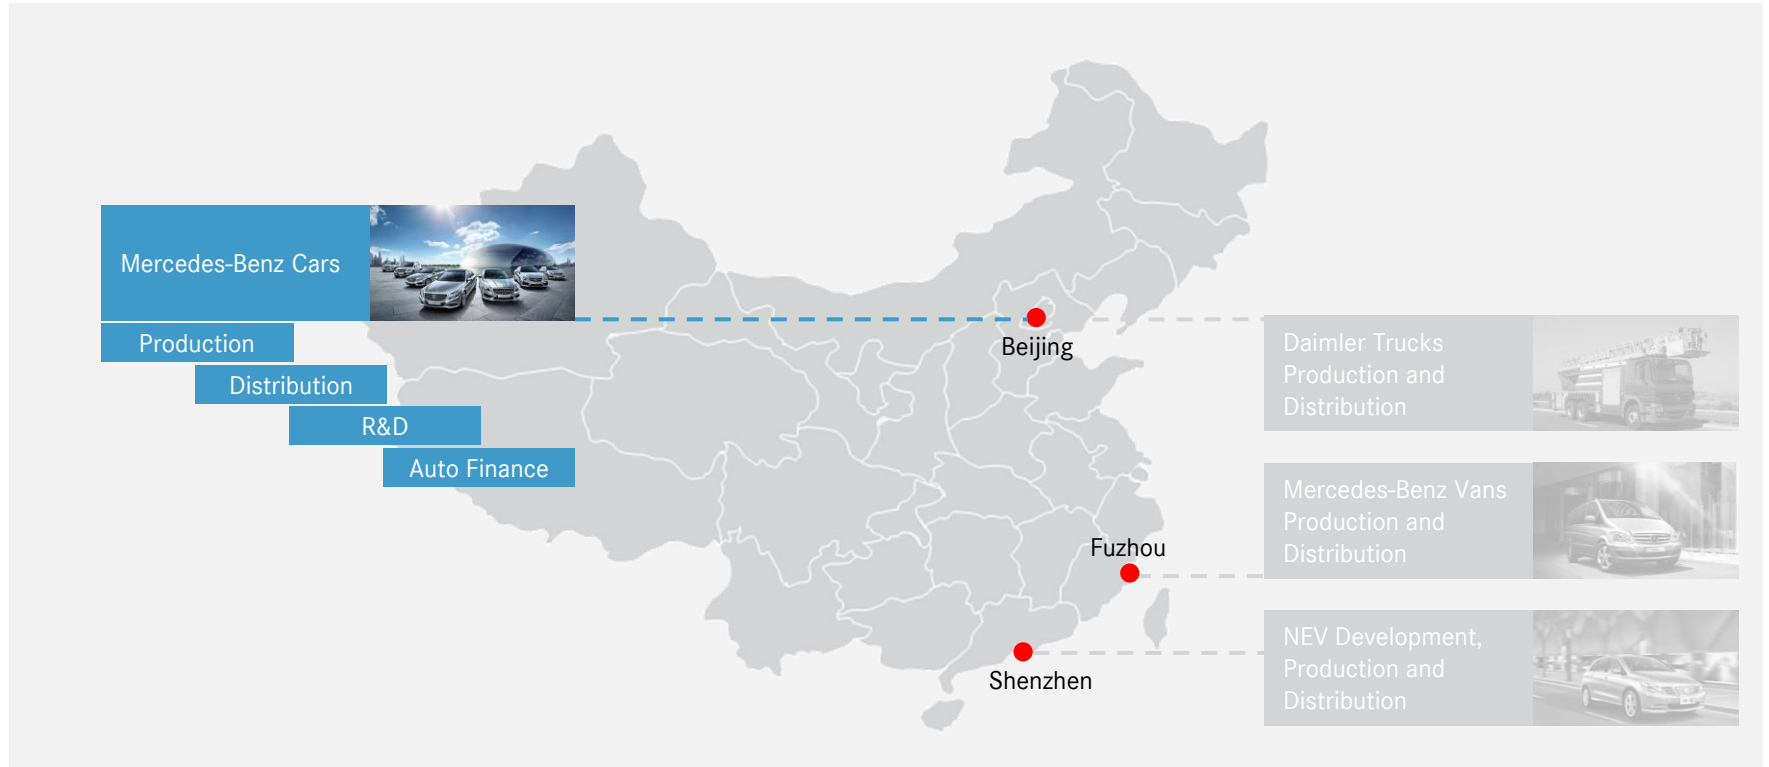 Mercedes-Benz Cars
Production
Distribution
R&D
Auto Finance
Beijing
Fuzhou
Shenzhen
Daimler Trucks
Production and
Distribution
Mercedes-Benz Vans
Production and
Distribution
NEV Development,
Production and
Distribution